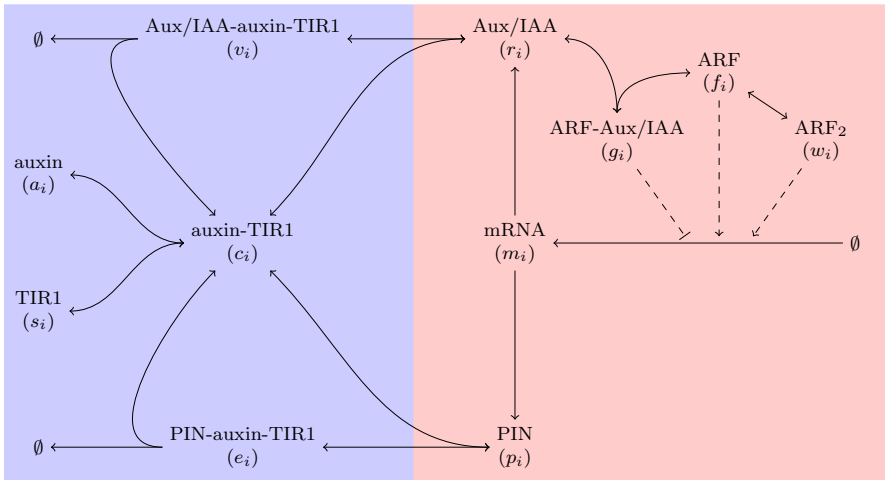 ∅
Aux/IAA-auxin-TIR1
(v_i)
Aux/IAA
(r_i)
ARF
(f_i)
ARF-Aux/IAA
(g_i)
ARF₂
(w_i)
auxin
(a_i)
auxin-TIR1
(c_i)
mRNA
(m_i)
∅
TIR1
(s_i)
∅
PIN-auxin-TIR1
(e_i)
PIN
(p_i)